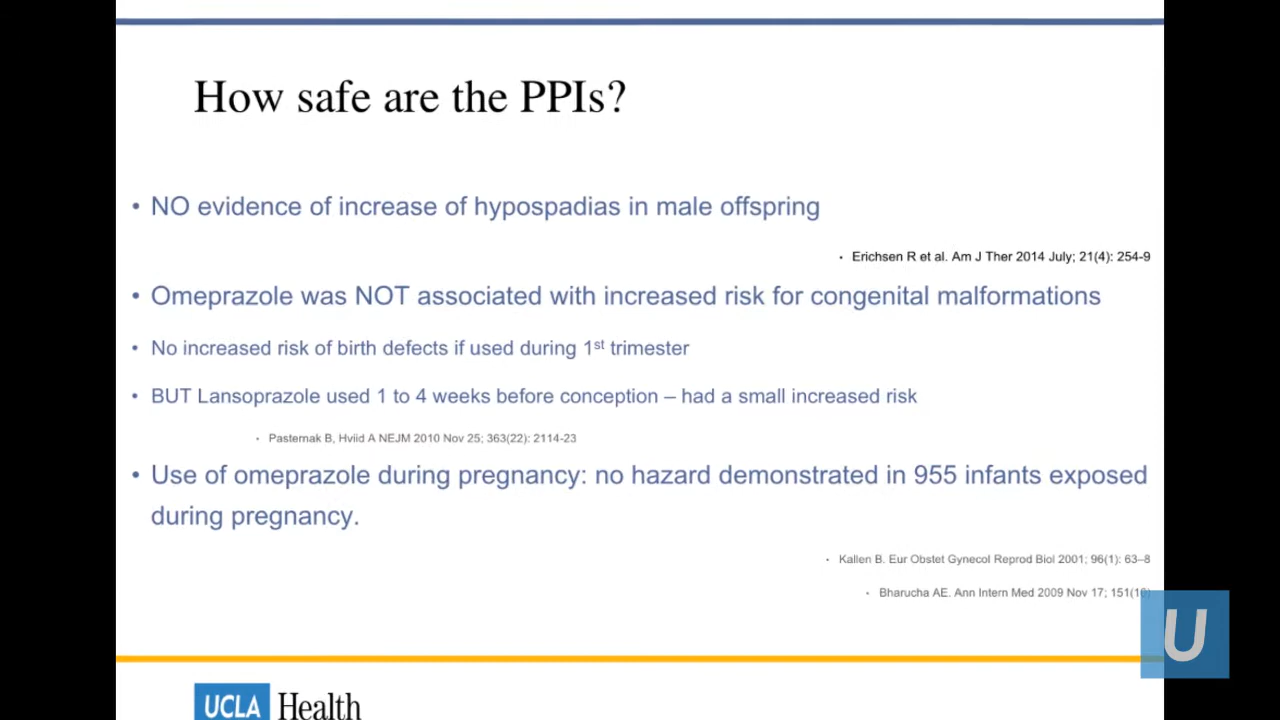 How safe are the PPIs?
• NO evidence of increase of hypospadias in male offspring
• Erichsen R et al. Am J Ther 2014 July; 21(4): 254-9
• Omeprazole was NOT associated with increased risk for congenital malformations
• No increased risk of birth defects if used during 1st trimester
• BUT Lansoprazole used 1 to 4 weeks before conception – had a small increased risk
• Pasternak B, Hviid A NEJM 2010 Nov 25; 363(22): 2114-23
• Use of omeprazole during pregnancy: no hazard demonstrated in 955 infants exposed
during pregnancy.
• Kallen B. Eur Obstet Gynecol Reprod Biol 2001; 96(1): 63–8
• Bharucha AE. Ann Intern Med 2009 Nov 17; 151(10)
U
UCLA Health